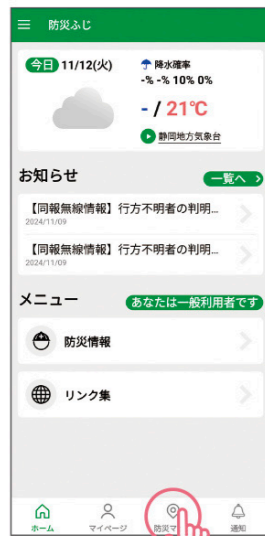 防災ふじ
今日 11/12(火)
降水確率
-% -% 10% 0%
- / 21℃
静岡地方気象台
お知らせ
一覧へ
【同報無線情報】行方不明者の判明...
2024/11/09
【同報無線情報】行方不明者の判明...
2024/11/09
メニュー
あなたは一般利用者です
防災情報
リンク集
ホーム
マイページ
防災マ
通知